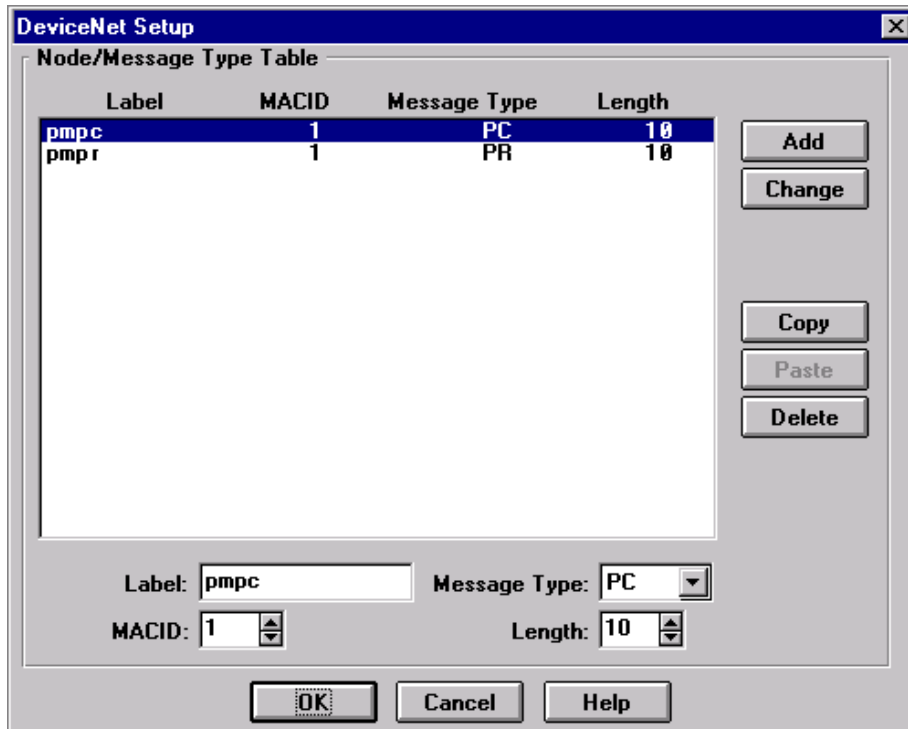 DeviceNet Setup
Node/Message Type Table
Label MACID Message Type Length
pmpc 1 PC 10
pmpr 1 PR 10
Add
Change
Copy
Paste
Delete
Label: pmpc Message Type: PC
MACID: 1 Length: 10
OK Cancel Help